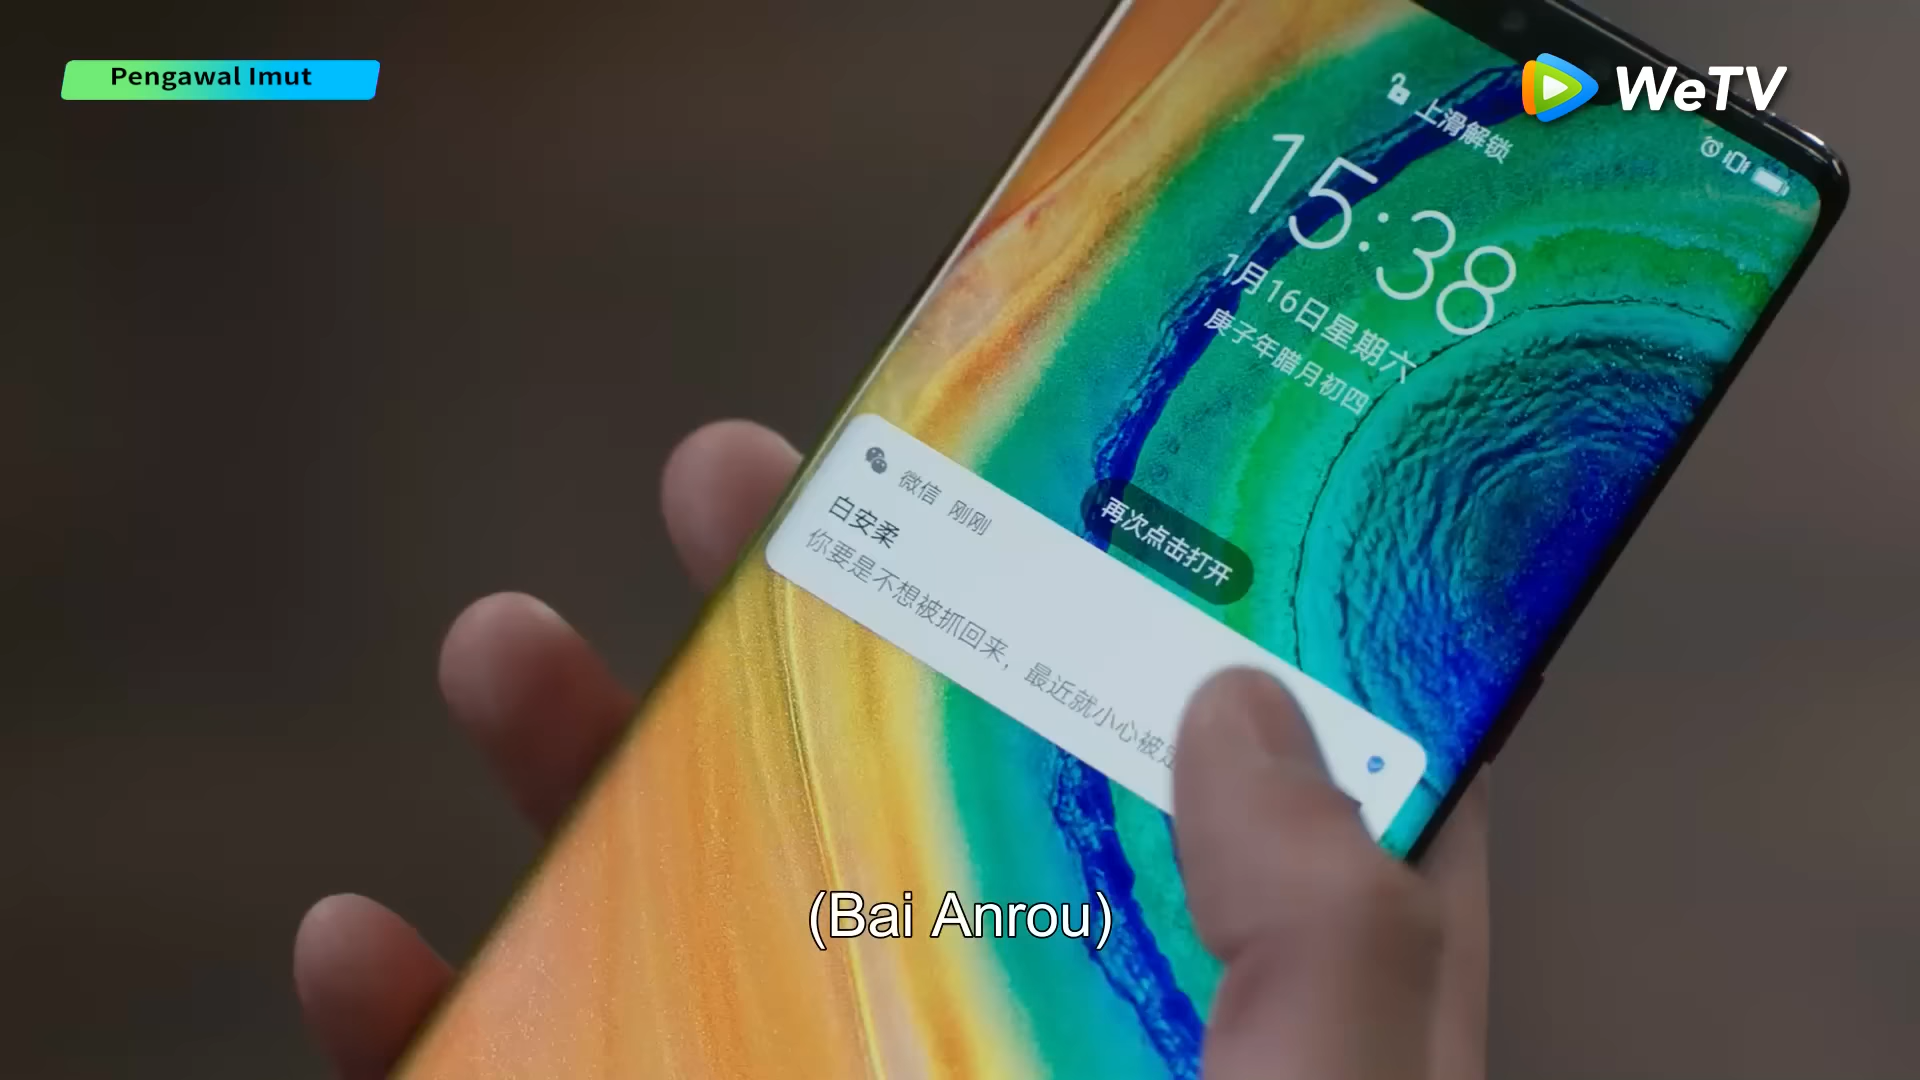 Pengawal Imut
WeTV
上滑解锁
15:38
1月16日星期六
庚子年腊月初四
再次点击打开
微信 刚刚
白安柔
你要是不想被抓回来，最近就小心被
(Bai Anrou)